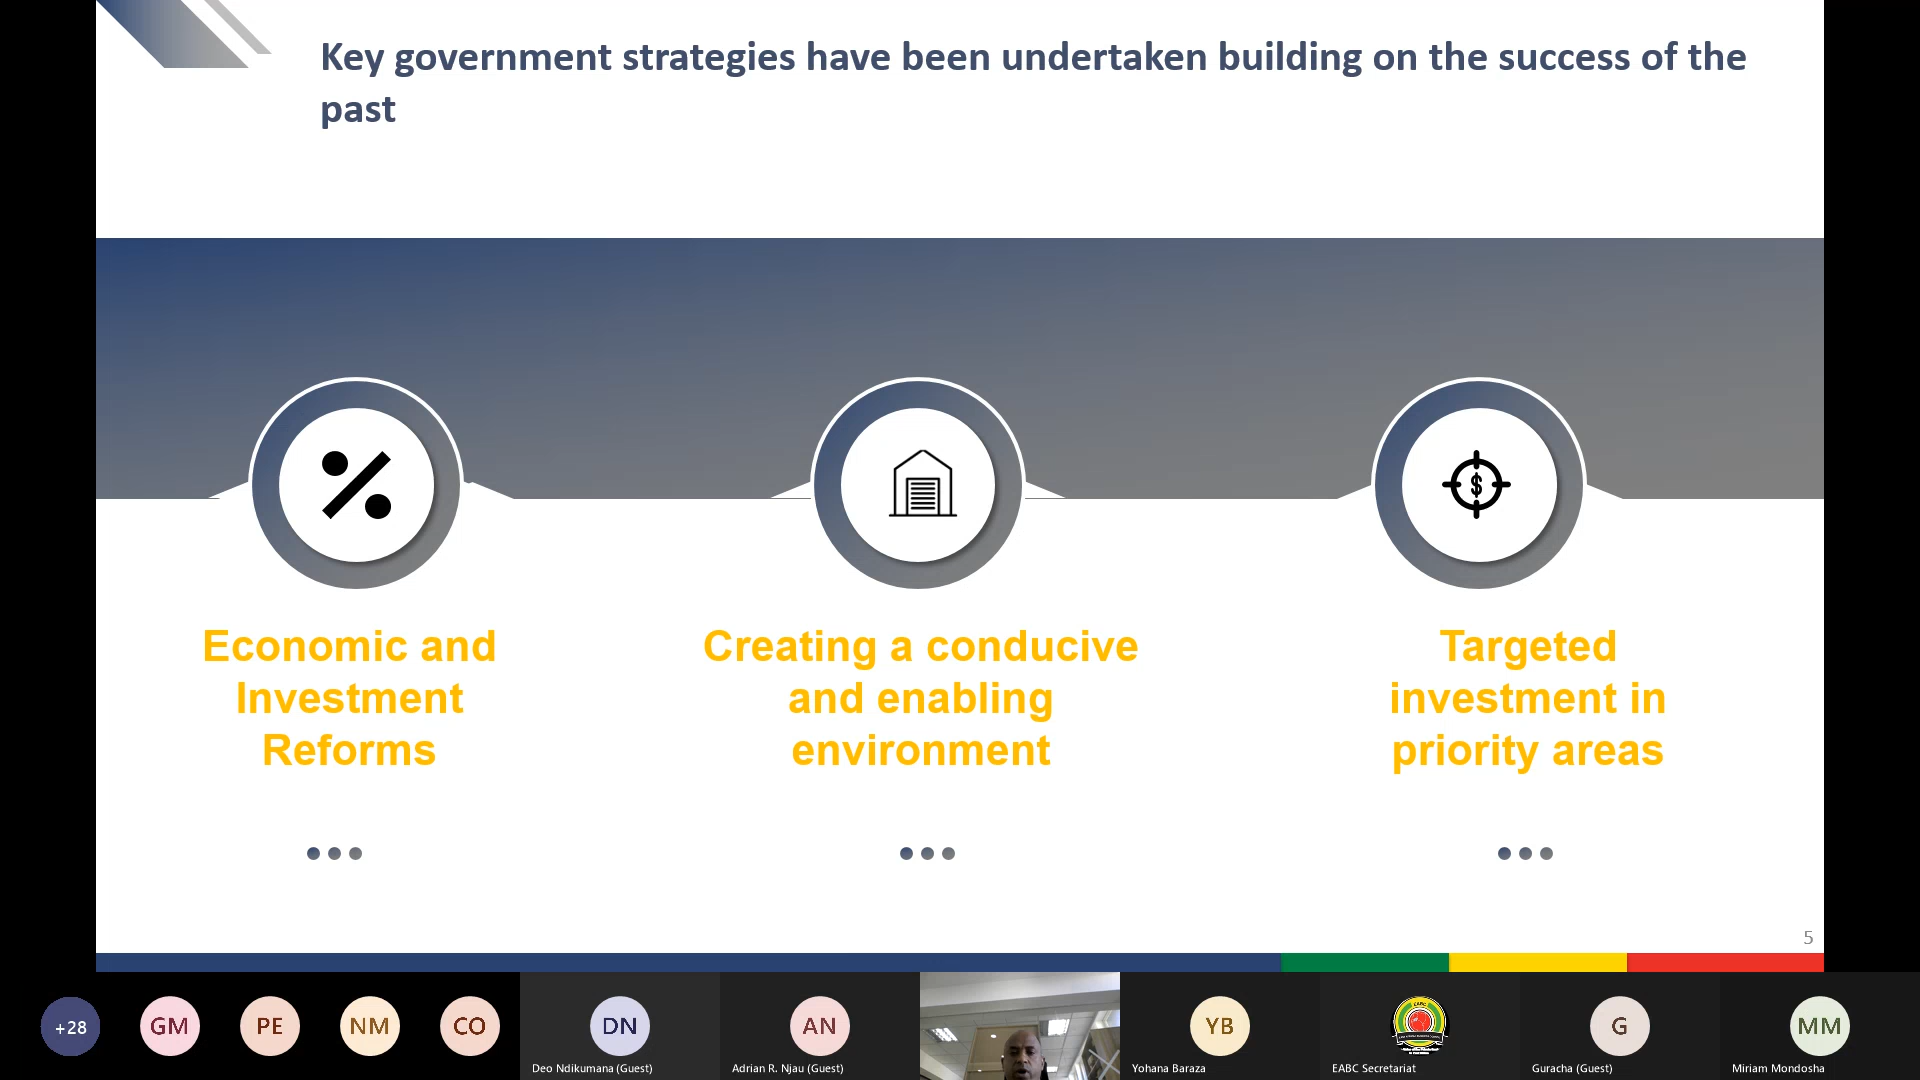 Key government strategies have been undertaken building on the success of the
past
$
Economic and
Investment
Reforms
Creating a conducive
and enabling
environment
Targeted
investment in
priority areas
5
+28
GM
PE
NM
CO
DN
Deo Ndikumana (Guest)
AN
Adrian R. Njau (Guest)
YB
Yohana Baraza
EABC
EABC Secretariat
G
Guracha (Guest)
MM
Miriam Mondosha